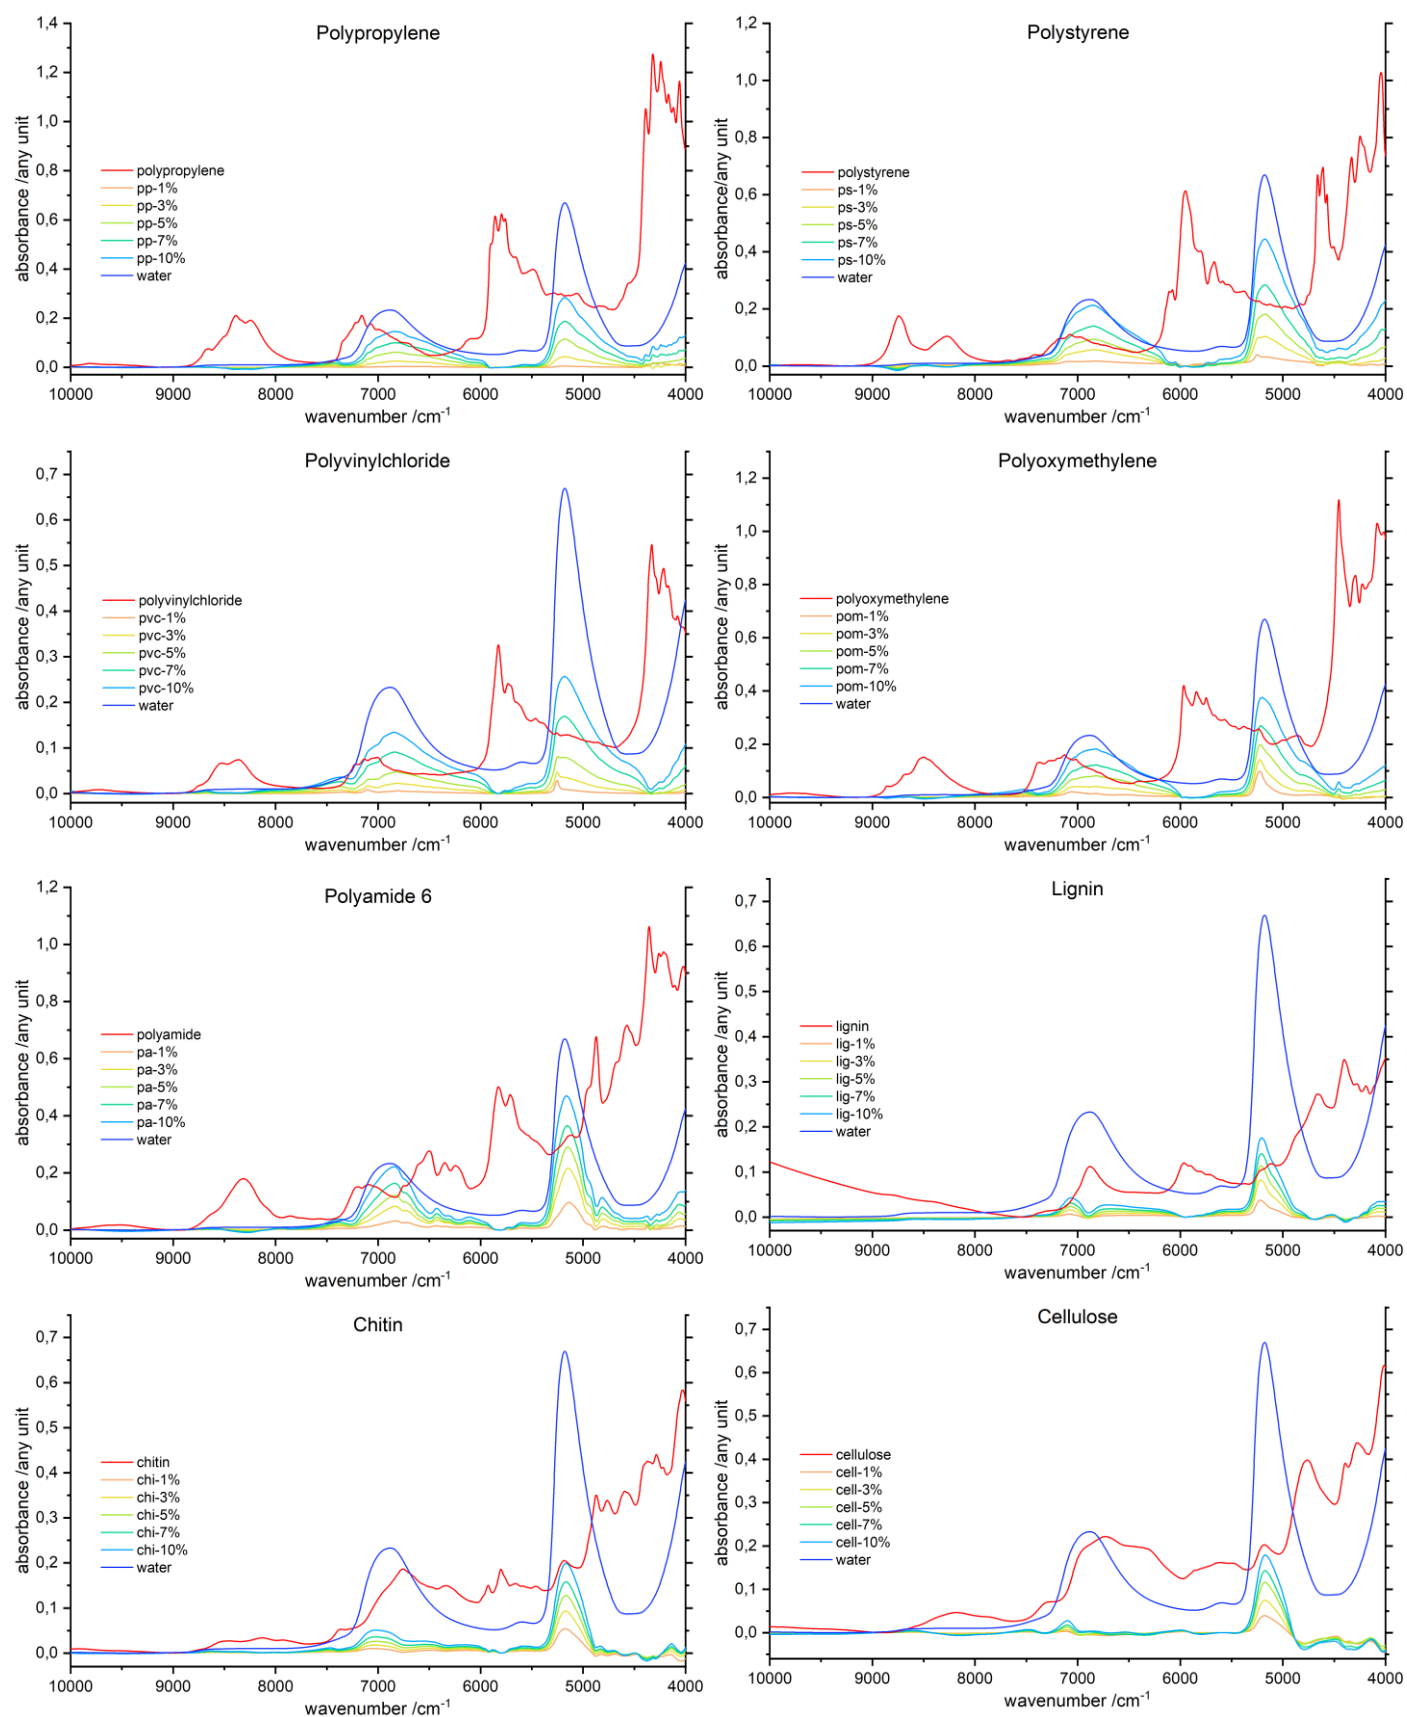 Polypropylene
absorbance /any unit
1,4
1,2
1,0
0,8
0,6
0,4
0,2
0,0
polypropylene
pp-1%
pp-3%
pp-5%
pp-7%
pp-10%
water
10000 9000 8000 7000 6000 5000 4000
wavenumber /cm-1
Polystyrene
absorbance/any unit
1,2
1,0
0,8
0,6
0,4
0,2
0,0
polystyrene
ps-1%
ps-3%
ps-5%
ps-7%
ps-10%
water
10000 9000 8000 7000 6000 5000 4000
wavenumber /cm-1
Polyvinylchloride
absorbance /any unit
0,7
0,6
0,5
0,4
0,3
0,2
0,1
0,0
polyvinylchloride
pvc-1%
pvc-3%
pvc-5%
pvc-7%
pvc-10%
water
10000 9000 8000 7000 6000 5000 4000
wavenumber /cm-1
Polyoxymethylene
absorbance /any unit
1,2
1,0
0,8
0,6
0,4
0,2
0,0
polyoxymethylene
pom-1%
pom-3%
pom-5%
pom-7%
pom-10%
water
10000 9000 8000 7000 6000 5000 4000
wavenumber /cm-1
Polyamide 6
absorbance /any unit
1,2
1,0
0,8
0,6
0,4
0,2
0,0
polyamide
pa-1%
pa-3%
pa-5%
pa-7%
pa-10%
water
10000 9000 8000 7000 6000 5000 4000
wavenumber /cm-1
Lignin
absorbance /any unit
0,7
0,6
0,5
0,4
0,3
0,2
0,1
0,0
lignin
lig-1%
lig-3%
lig-5%
lig-7%
lig-10%
water
10000 9000 8000 7000 6000 5000 4000
wavenumber /cm-1
Chitin
absorbance /any unit
0,7
0,6
0,5
0,4
0,3
0,2
0,1
0,0
chitin
chi-1%
chi-3%
chi-5%
chi-7%
chi-10%
water
10000 9000 8000 7000 6000 5000 4000
wavenumber /cm-1
Cellulose
absorbance /any unit
0,7
0,6
0,5
0,4
0,3
0,2
0,1
0,0
cellulose
cell-1%
cell-3%
cell-5%
cell-7%
cell-10%
water
10000 9000 8000 7000 6000 5000 4000
wavenumber /cm-1